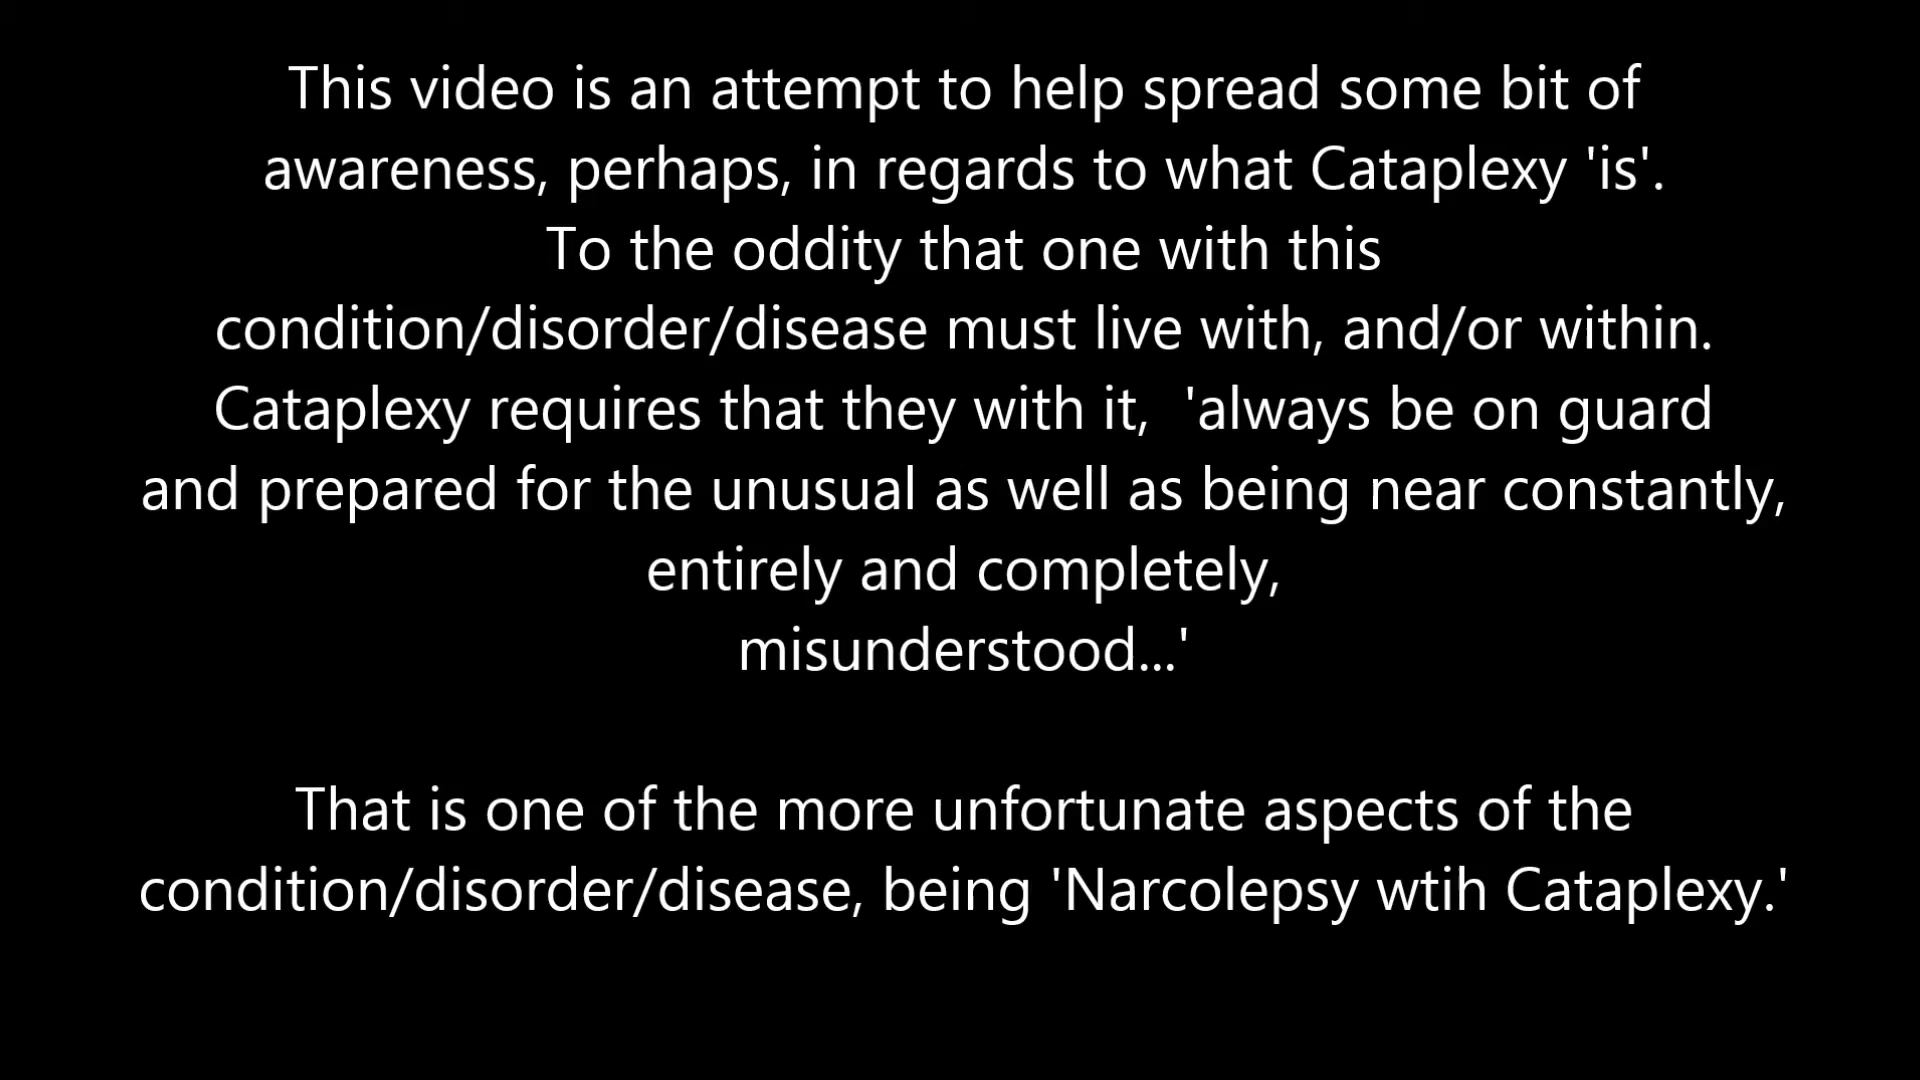 This video is an attempt to help spread some bit of
awareness, perhaps, in regards to what Cataplexy 'is'.
To the oddity that one with this
condition/disorder/disease must live with, and/or within.
Cataplexy requires that they with it,  'always be on guard
and prepared for the unusual as well as being near constantly,
entirely and completely,
misunderstood...'
That is one of the more unfortunate aspects of the
condition/disorder/disease, being 'Narcolepsy wtih Cataplexy.'